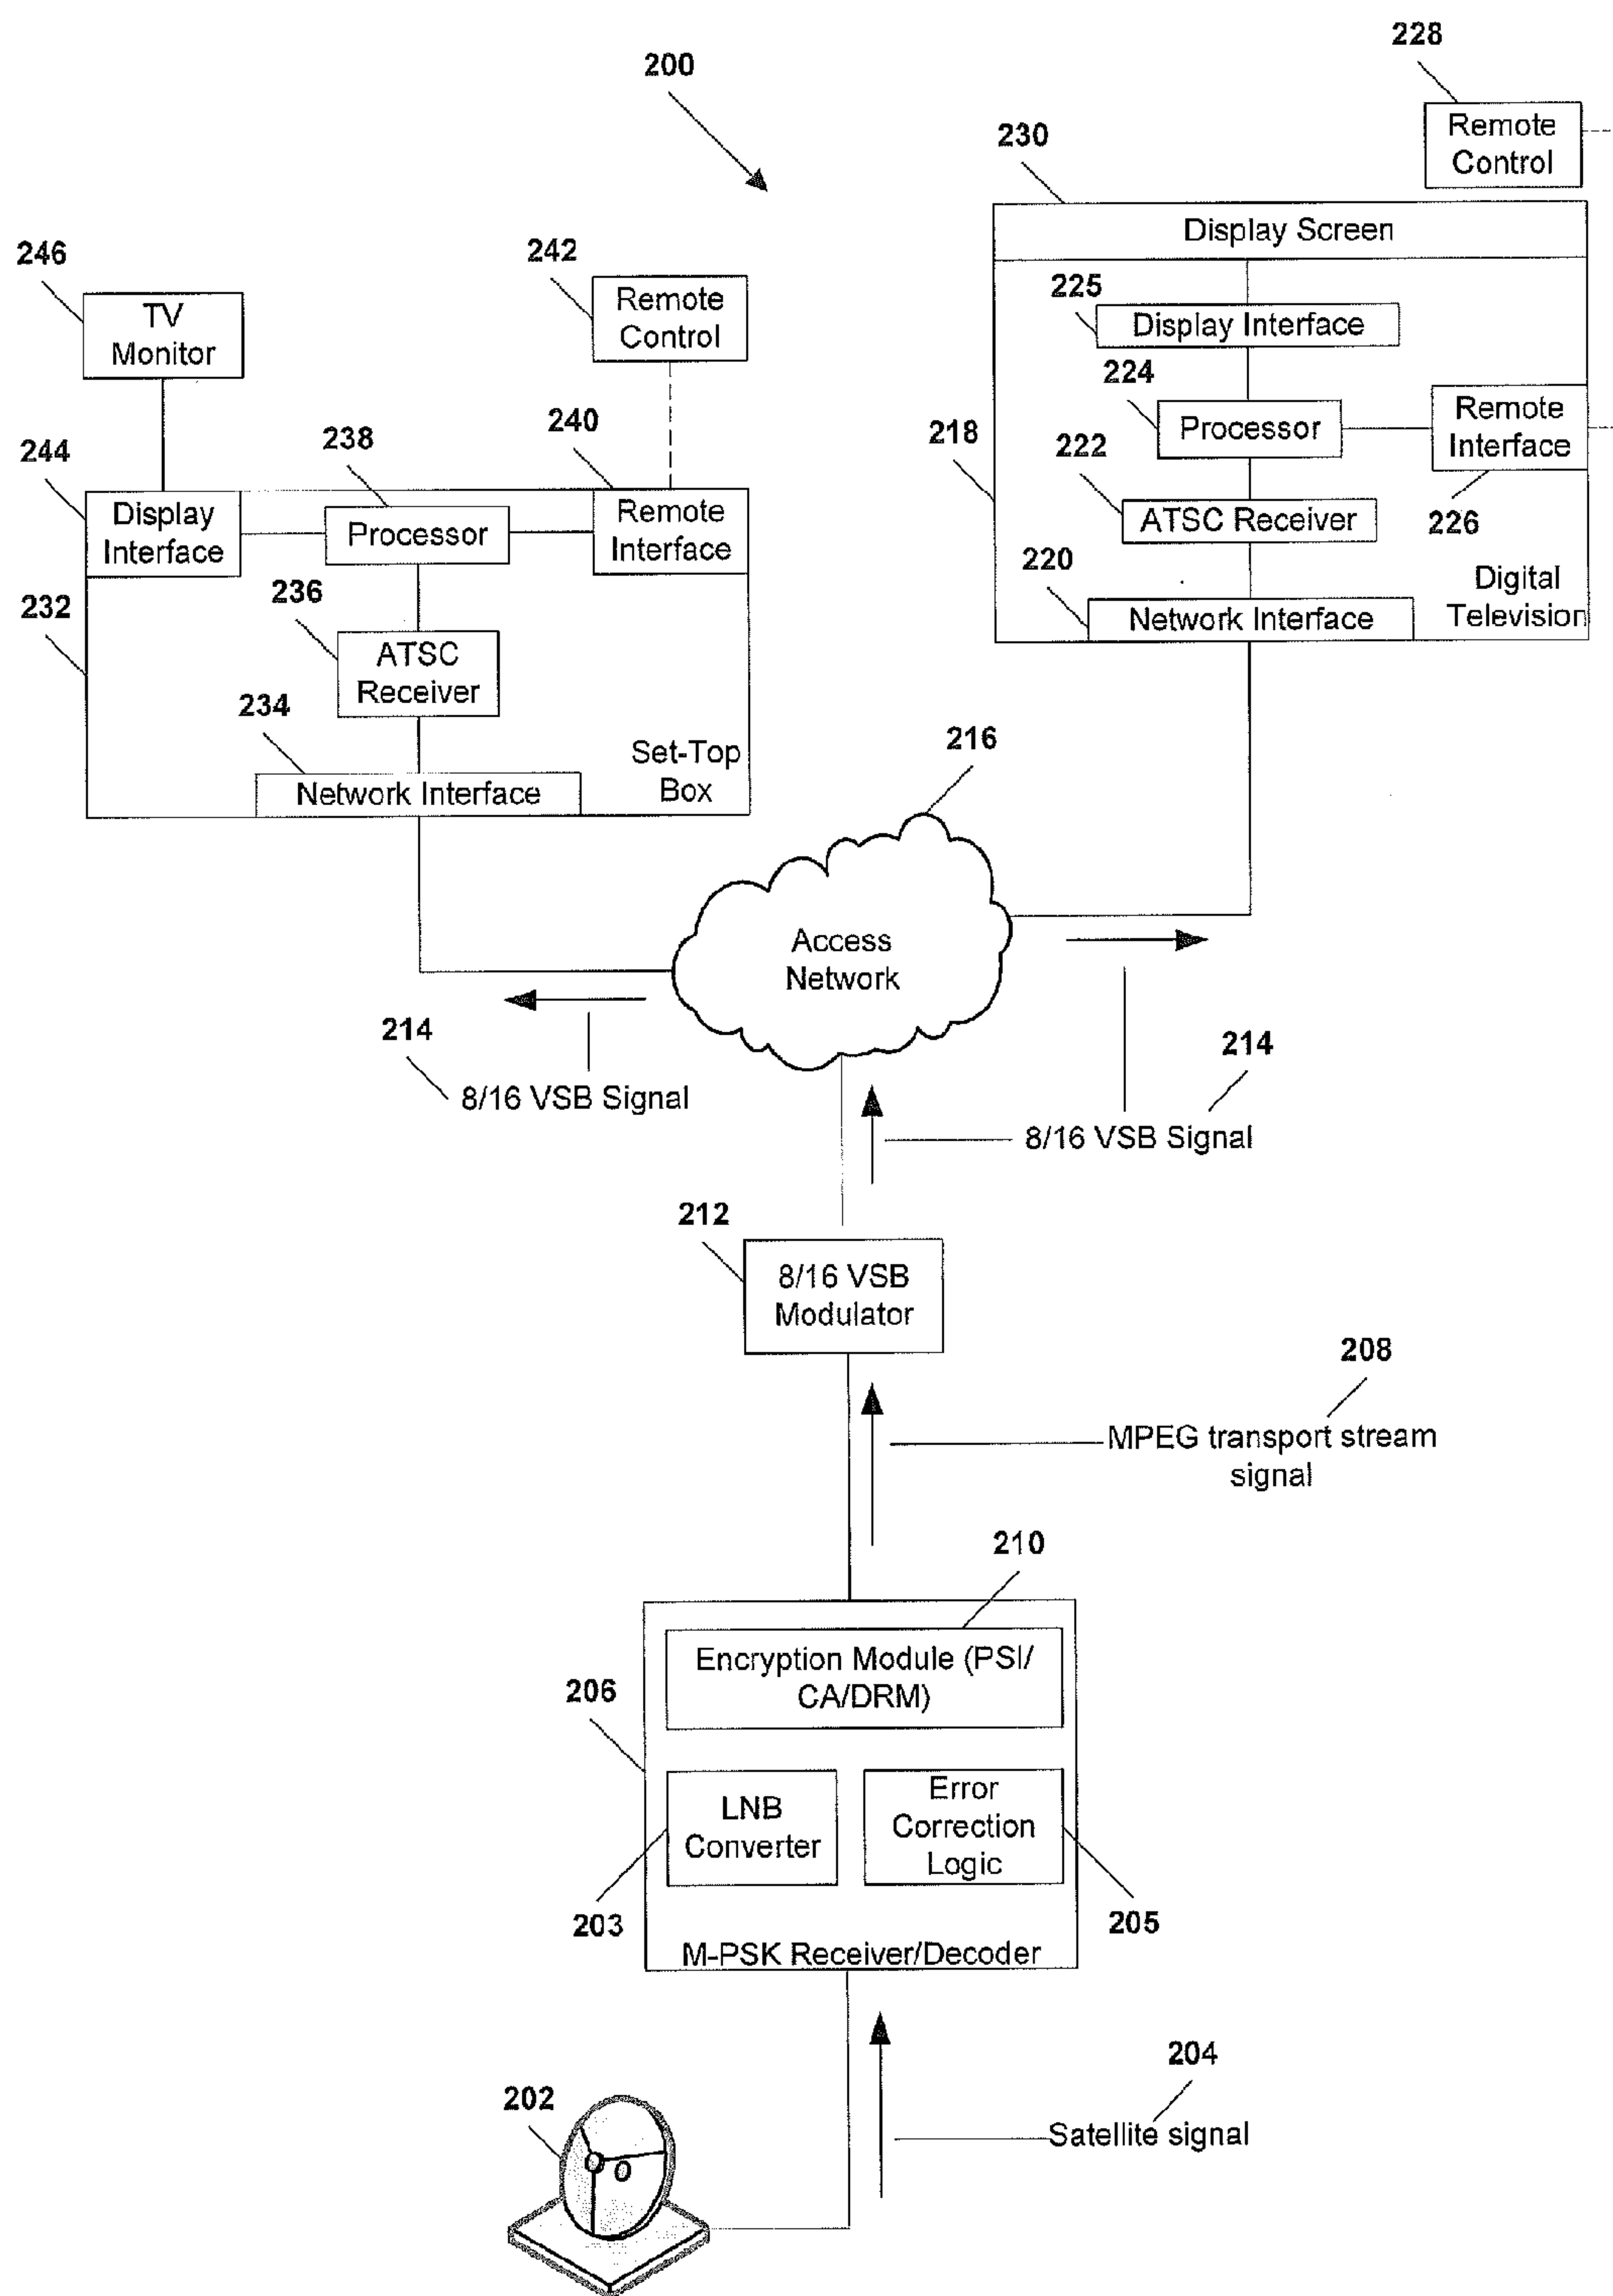 228
200
Remote
Control
230
Display Screen
246
242
TV
Monitor
Remote
Control
225
Display Interface
224
Processor
Remote
Interface
218
222
ATSC Receiver
226
220
Digital
Television
Network Interface
244
238
240
Display
Interface
Processor
Remote
Interface
232
236
ATSC
Receiver
234
Set-Top
Box
Network Interface
216
Access
Network
214
8/16 VSB Signal
214
8/16 VSB Signal
212
8/16 VSB
Modulator
208
MPEG transport stream
signal
210
Encryption Module (PSI/
CA/DRM)
206
LNB
Converter
Error
Correction
Logic
203
205
M-PSK Receiver/Decoder
204
202
Satellite signal